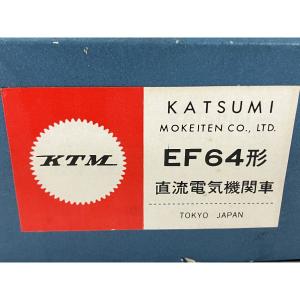 KTM
KATSUMI
MOKEITEN CO., LTD.
EF64形
直流電気機関車
TOKYO JAPAN